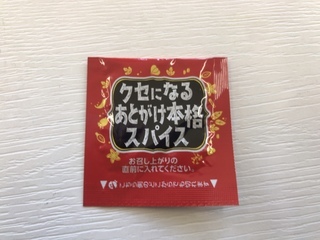 クセになる
あとがけ本格
スパイス
お召し上がりの
直前に入れてください。